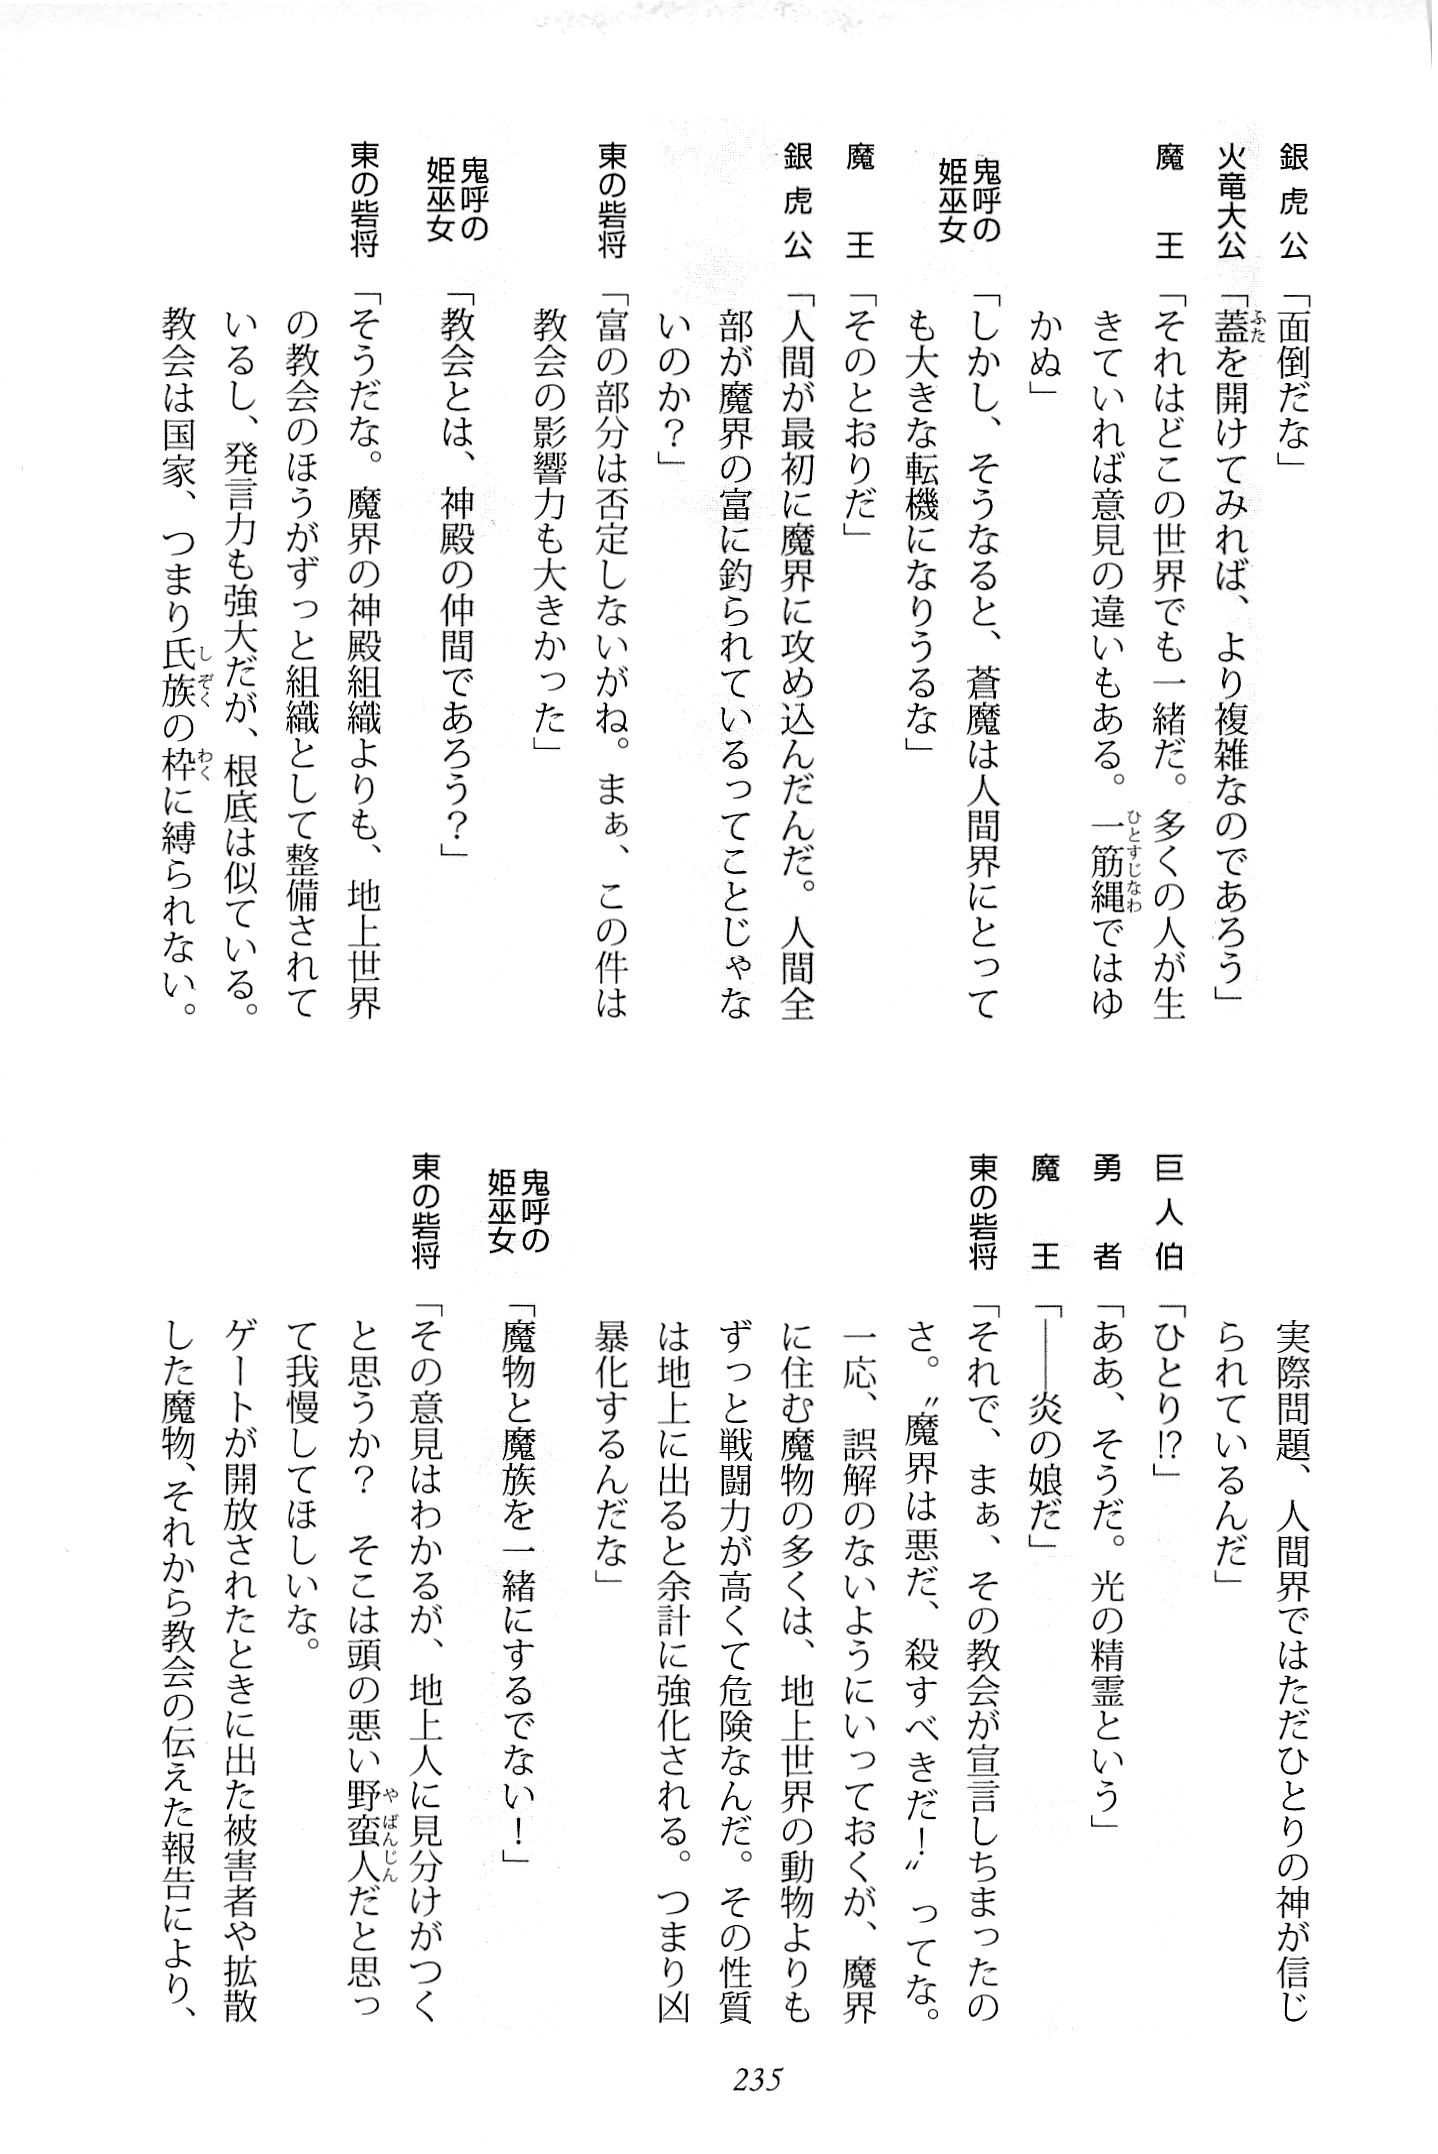 銀虎公「面倒だな」
火竜大公「蓋を開けてみれば、より複雑なのであろう」
魔王「それはどこの世界でも一緒だ。多くの人が生
きていれば意見の違いもある。一筋縄ではゆ
かぬ」
鬼呼の姫巫女「しかし、そうなると、蒼魔は人間界にとって
も大きな転機になりうるな」
魔王「そのとおりだ」
銀虎公「人間が最初に魔界に攻め込んだんだ。人間全
部が魔界の富に釣られているってことじゃな
いのか？」
東の砦将「富の部分は否定しないがね。まぁ、この件は
教会の影響力も大きかった」
鬼呼の姫巫女「教会とは、神殿の仲間であろう？」
東の砦将「そうだな。魔界の神殿組織よりも、地上世界
の教会のほうがずっと組織として整備されて
いるし、発言力も強大だが、根底は似ている。
教会は国家、つまり氏族の枠に縛られない。
実際問題、人間界ではただひとりの神が信じ
られているんだ」
巨人伯「ひとり!?」
勇者「ああ、そうだ。光の精霊という」
魔王「――炎の娘だ」
東の砦将「それで、まぁ、その教会が宣言しちまったの
さ。〝魔界は悪だ、殺すべきだ！〟ってな。
一応、誤解のないようにいっておくが、魔界
に住む魔物の多くは、地上世界の動物よりも
ずっと戦闘力が高くて危険なんだ。その性質
は地上に出ると余計に強化される。つまり凶
暴化するんだな」
鬼呼の姫巫女「魔物と魔族を一緒にするでない！」
東の砦将「その意見はわかるが、地上人に見分けがつく
と思うか？　そこは頭の悪い野蛮人だと思っ
て我慢してほしいな。
ゲートが開放されたときに出た被害者や拡散
した魔物、それから教会の伝えた報告により、
235